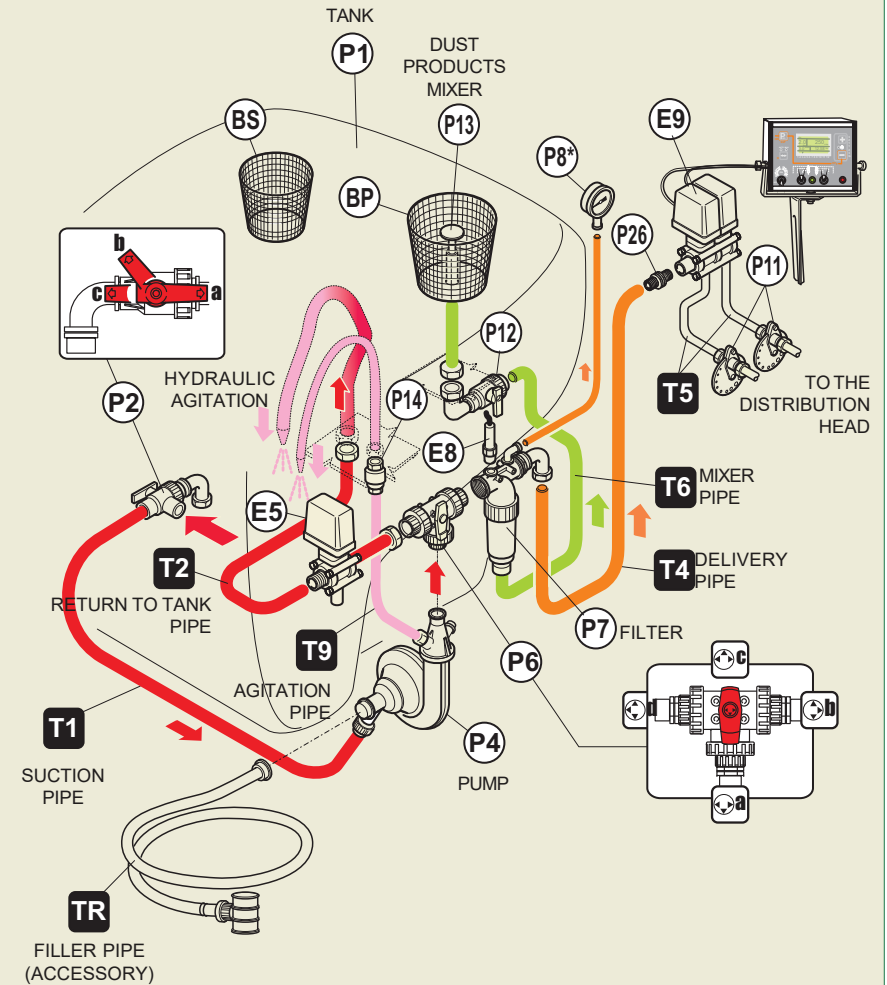 TANK
P1
DUST
PRODUCTS
MIXER
P13
BS
BP
P8*
E9
P26
P11
b
c
a
P2
HYDRAULIC
AGITATION
P14
P12
E8
T5
TO THE
DISTRIBUTION
HEAD
T6
MIXER
PIPE
E5
T2
RETURN TO TANK
PIPE
T4
DELIVERY
PIPE
P7
FILTER
T9
AGITATION
PIPE
P6
T1
SUCTION
PIPE
P4
PUMP
c
d
b
a
TR
FILLER PIPE
(ACCESSORY)